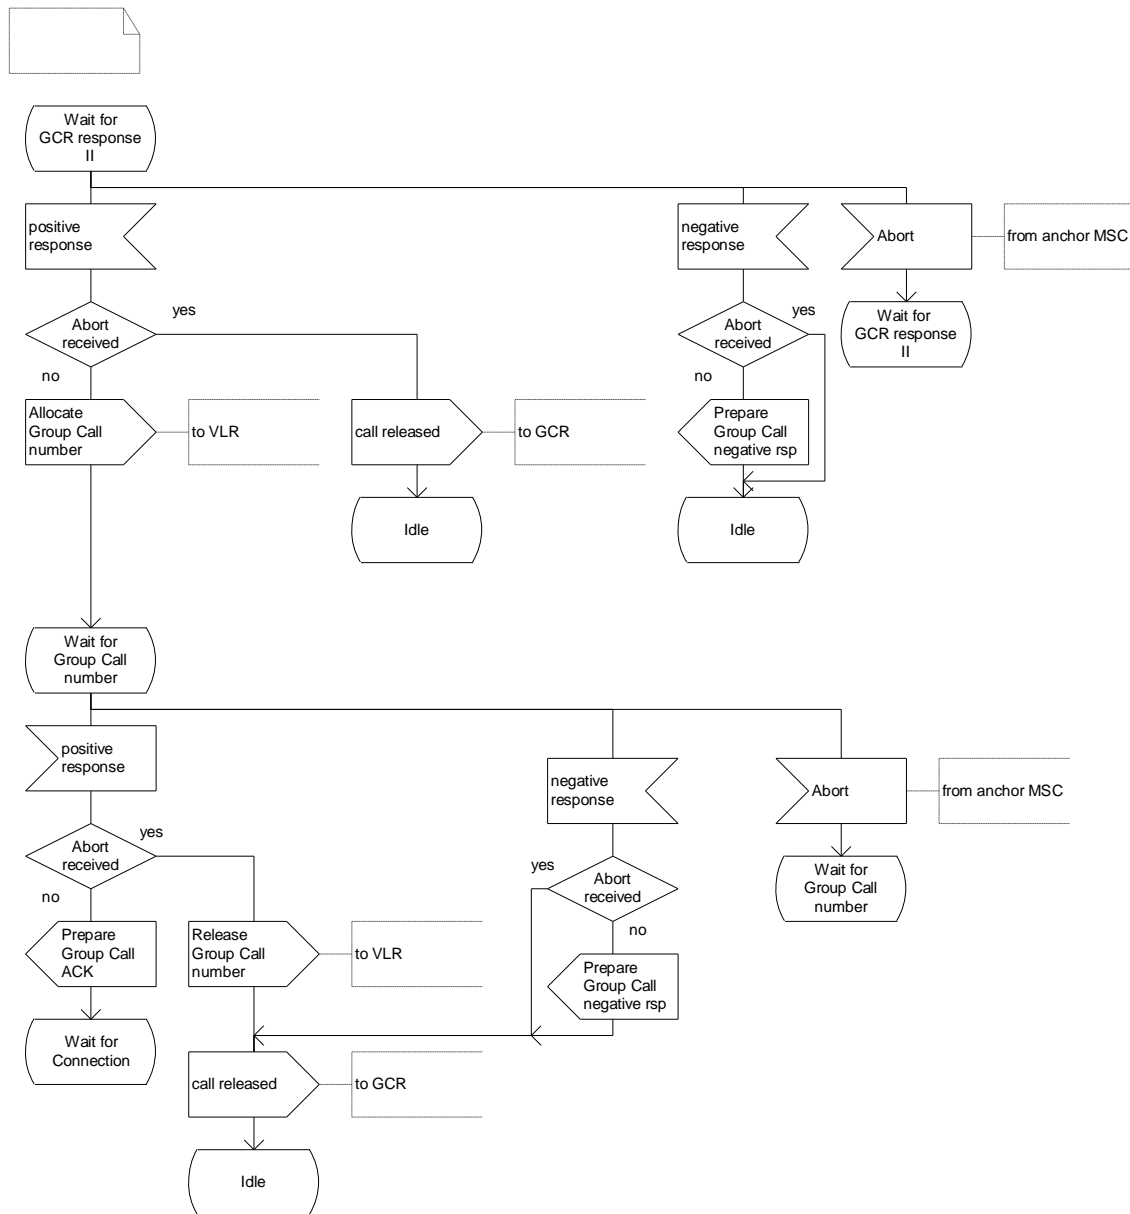 Wait for
GCR response
II
positive
response
negative
response
Abort
from anchor MSC
yes
Abort
received
no
yes
Abort
received
no
Wait for
GCR response
II
Allocate
Group Call
number
to VLR
call released
to GCR
Prepare
Group Call
negative rsp
Idle
Idle
Wait for
Group Call
number
positive
response
negative
response
Abort
from anchor MSC
yes
Abort
received
no
yes
Abort
received
no
Wait for
Group Call
number
Prepare
Group Call
ACK
Release
Group Call
number
to VLR
Prepare
Group Call
negative rsp
Wait for
Connection
call released
to GCR
Idle